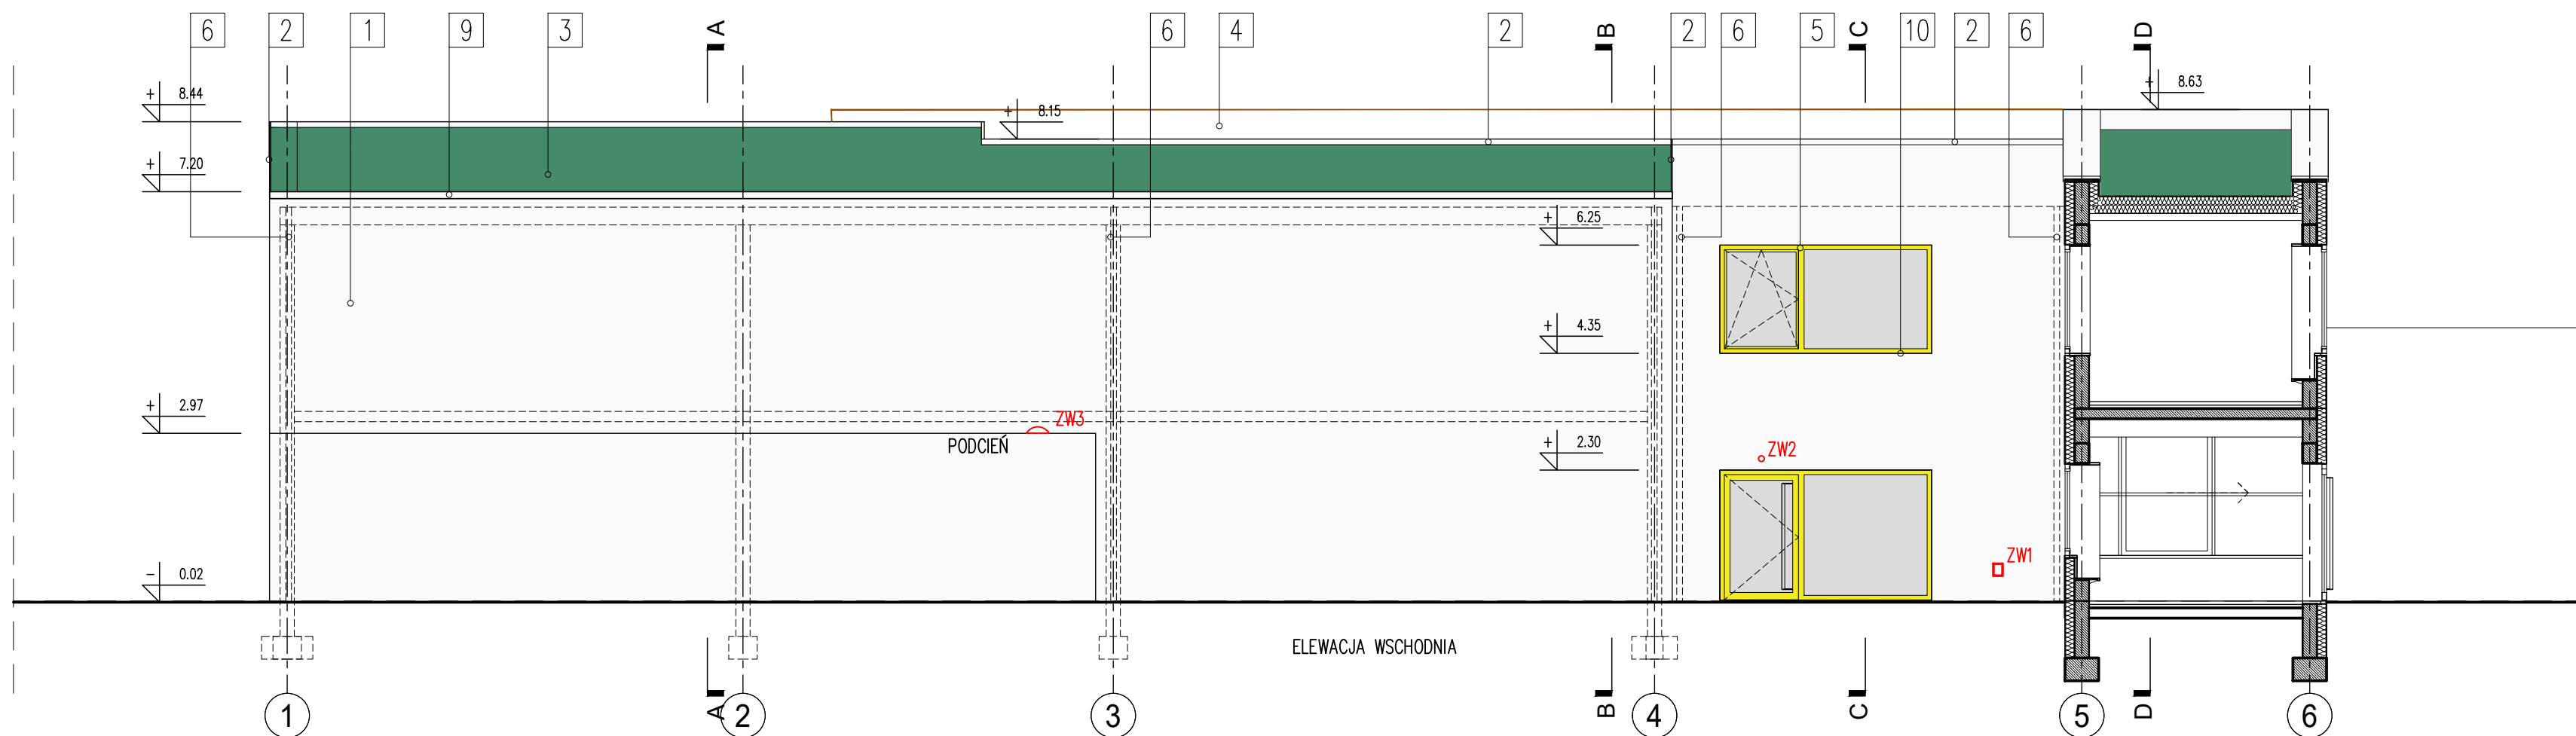 6 2 1 9 3 A 6 4 2 B 2 6 5 C 10 2 6 D
+ 8.63
+ 8.44
+ 8.15
+ 7.20
+ 6.25
+ 4.35
+ 2.97
ZW3
PODCIEŃ
+ 2.30
ZW2
ZW1
- 0.02
ELEWACJA WSCHODNIA
1 A 2 3 B 4 C 5 D 6